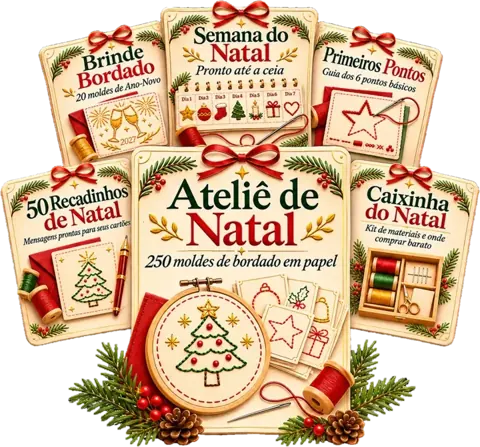 Brinde
Bordado
20 moldes de Ano-Novo
2027
Semana do
Natal
Pronto até a ceia
Dia 1 Dia 2 Dia 3 Dia 4 Dia 5 Dia 6 Dia 7
Primeiros Pontos
Guia dos 6 pontos básicos
50 Recadinhos
de Natal
Mensagens prontas para seus cartões
Ateliê de
Natal
250 moldes de bordado em papel
Caixinha
do Natal
Kit de materiais e onde
comprar barato